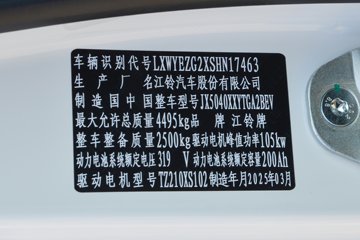 车辆识别代号LXWYEZG2XSHN17463
生产厂名江铃汽车股份有限公司
制造国中国整车型号JX5040XXYTGA2BEV
最大允许总质量4495kg品牌江铃牌
整车整备质量2500kg驱动电机峰值功率105kw
动力电池系统额定电压319 V动力电池系统额定容量200Ah
驱动电机型号TZ210XS102制造年月2025年03月